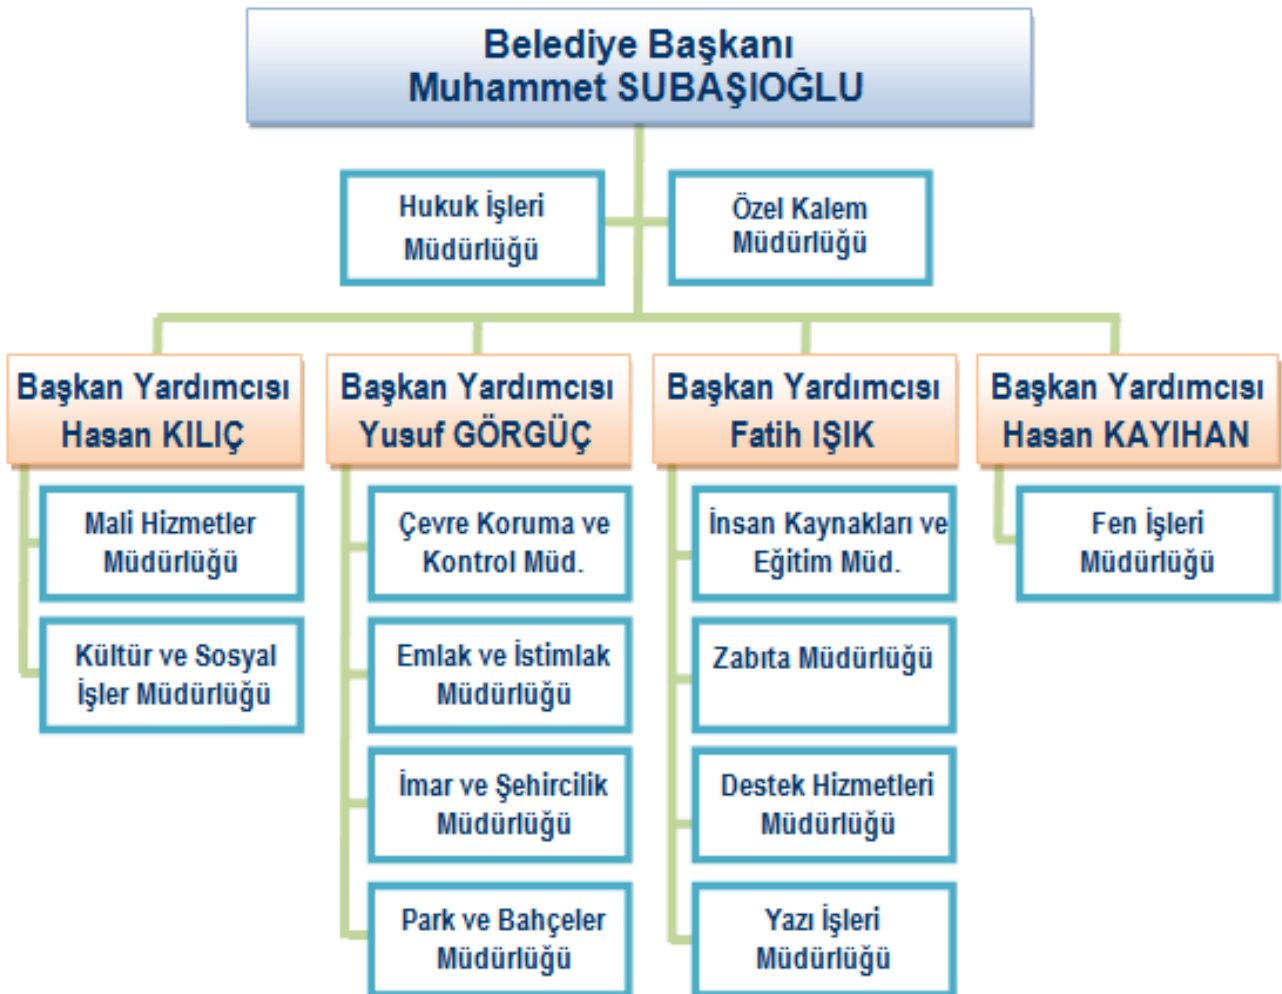 Belediye Başkanı
Muhammet SUBAŞIOĞLU
Hukuk İşleri
Müdürlüğü
Özel Kalem
Müdürlüğü
Başkan Yardımcısı
Hasan KILIÇ
Başkan Yardımcısı
Yusuf GÖRGÜÇ
Başkan Yardımcısı
Fatih IŞIK
Başkan Yardımcısı
Hasan KAYIHAN
Mali Hizmetler
Müdürlüğü
Kültür ve Sosyal
İşler Müdürlüğü
Çevre Koruma ve
Kontrol Müd.
Emlak ve İstimlak
Müdürlüğü
İmar ve Şehircilik
Müdürlüğü
Park ve Bahçeler
Müdürlüğü
İnsan Kaynakları ve
Eğitim Müd.
Zabıta Müdürlüğü
Destek Hizmetleri
Müdürlüğü
Yazı İşleri
Müdürlüğü
Fen İşleri
Müdürlüğü